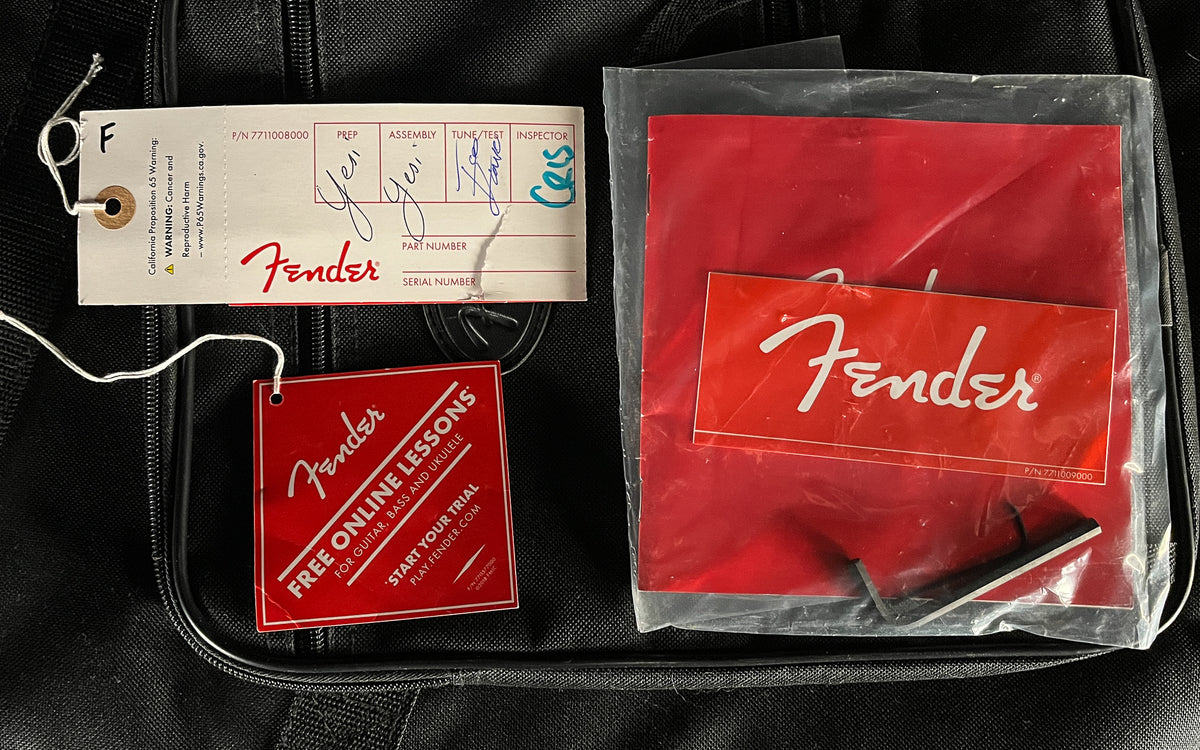 F
California Proposition 65 Warning:
WARNING: Cancer and
Reproductive Harm
– www.P65Warnings.ca.gov.
P/N 7711008000
PREP
ASSEMBLY
TUNE/TEST
INSPECTOR
Yesi
Yesi
CRIS
Fender®
PART NUMBER
SERIAL NUMBER
Fender
FREE ONLINE LESSONS*
FOR GUITAR, BASS AND UKULELE
*START YOUR TRIAL
PLAY.FENDER.COM
Fender®
P/N 7711009000